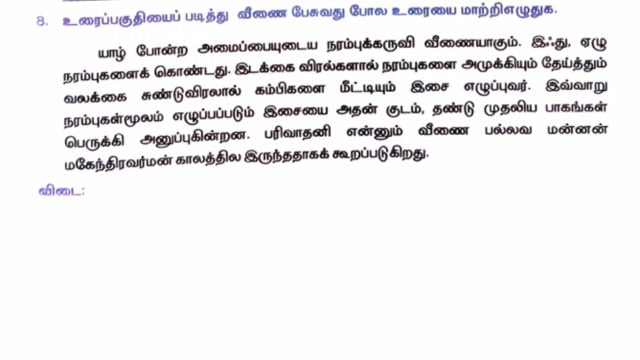 8. உரைப்பகுதியைப் படித்து வீணை பேசுவது போல உரையை மாற்றிஎழுதுக.
யாழ் போன்ற அமைப்பையுடைய நரம்புக்கருவி வீணையாகும். இஃது, ஏழு
நரம்புகளைக் கொண்டது. இடக்கை விரல்களால் நரம்புகளை அமுக்கியும் தேய்த்தும்
வலக்கை சுண்டுவிரலால் கம்பிகளை மீட்டியும் இசை எழுப்புவர். இவ்வாறு
நரம்புகள்மூலம் எழுப்பப்படும் இசையை அதன் குடம், தண்டு முதலிய பாகங்கள்
பெருக்கி அனுப்புகின்றன. பரிவாதனி என்னும் வீணை பல்லவ மன்னன்
மகேந்திரவர்மன் காலத்தில இருந்ததாகக் கூறப்படுகிறது.
விடை: